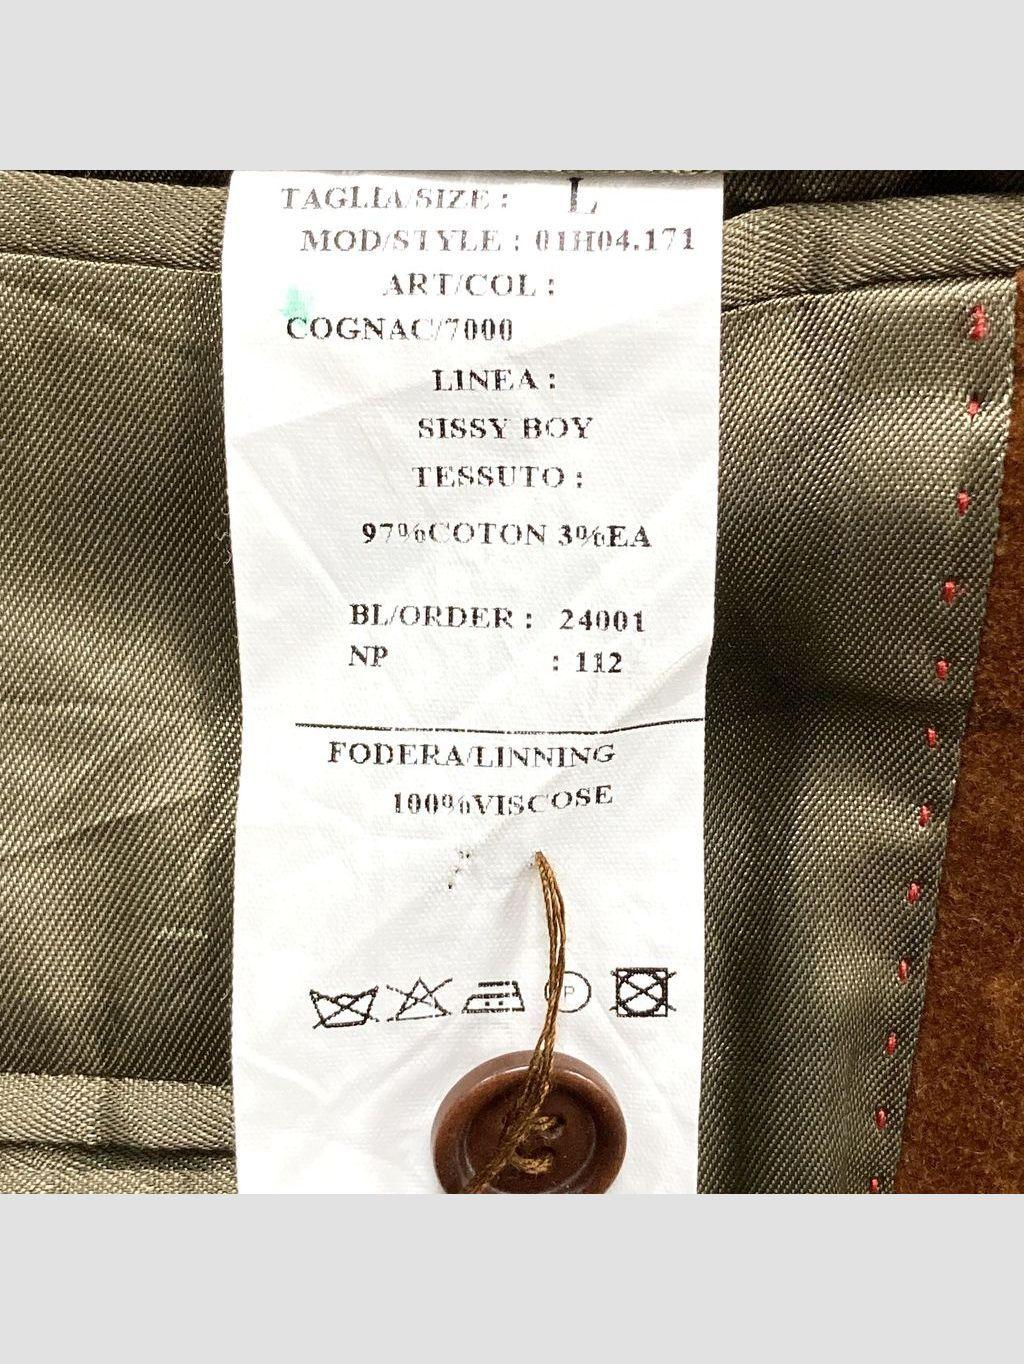 TAGLIA/SIZE : L
MOD/STYLE : 01H04.171
ART/COL :
COGNAC/7000
LINEA :
SISSY BOY
TESSUTO :
97%COTON 3%EA
BL/ORDER : 24001
NP : 112
FODERA/LINNING
100%VISCOSE
P